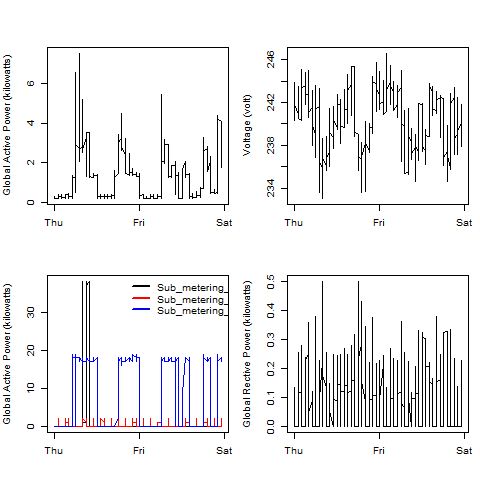 Global Active Power (kilowatts)
0 2 4 6
Thu Fri Sat
Voltage (volt)
234 238 242 246
Thu Fri Sat
Global Active Power (kilowatts)
0 10 20 30
Sub_metering_
Sub_metering_
Sub_metering_
Thu Fri Sat
Global Rective Power (kilowatts)
0.0 0.1 0.2 0.3 0.4 0.5
Thu Fri Sat